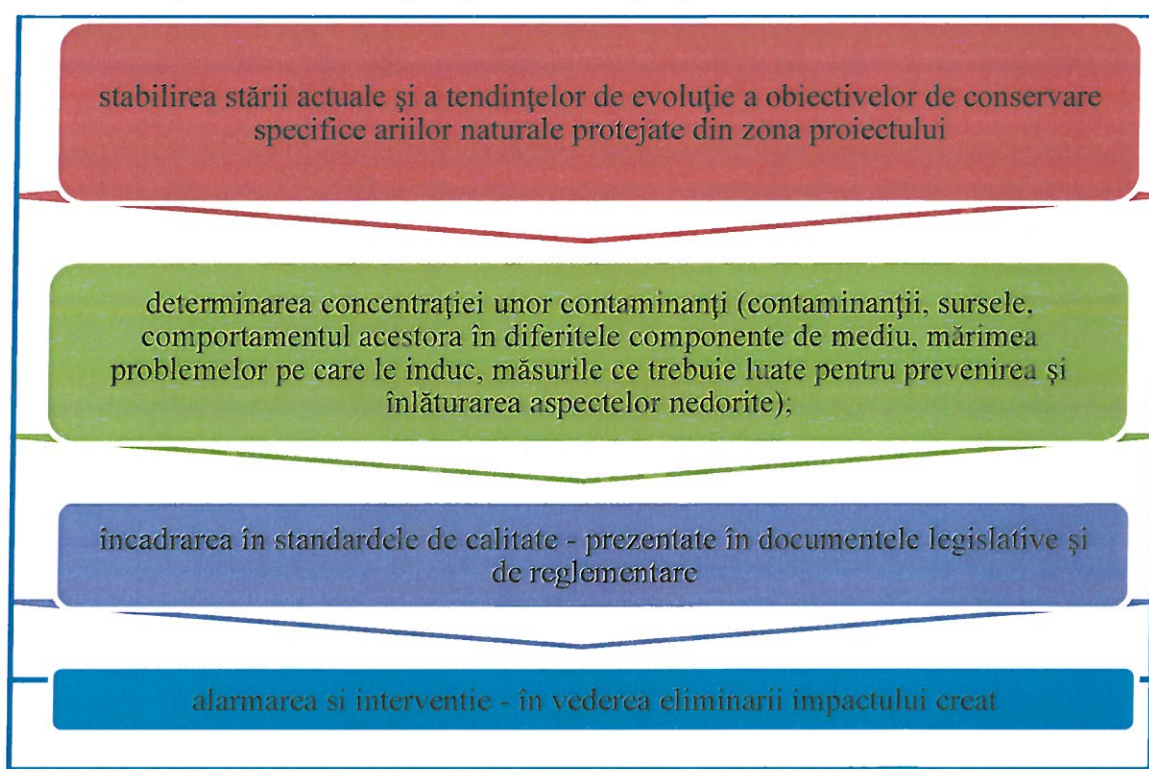 stabilirea stării actuale şi a tendinţelor de evoluţie a obiectivelor de conservare
specifice ariilor naturale protejate din zona proiectului
determinarea concentraţiei unor contaminanţi (contaminanţii, sursele,
comportamentul acestora în diferitele componente de mediu, mărimea
problemelor pe care le induc, măsurile ce trebuie luate pentru prevenirea şi
înlăturarea aspectelor nedorite);
încadrarea în standardele de calitate - prezentate în documentele legislative şi
de reglementare
alarmarea si interventie - în vederea eliminarii impactului creat